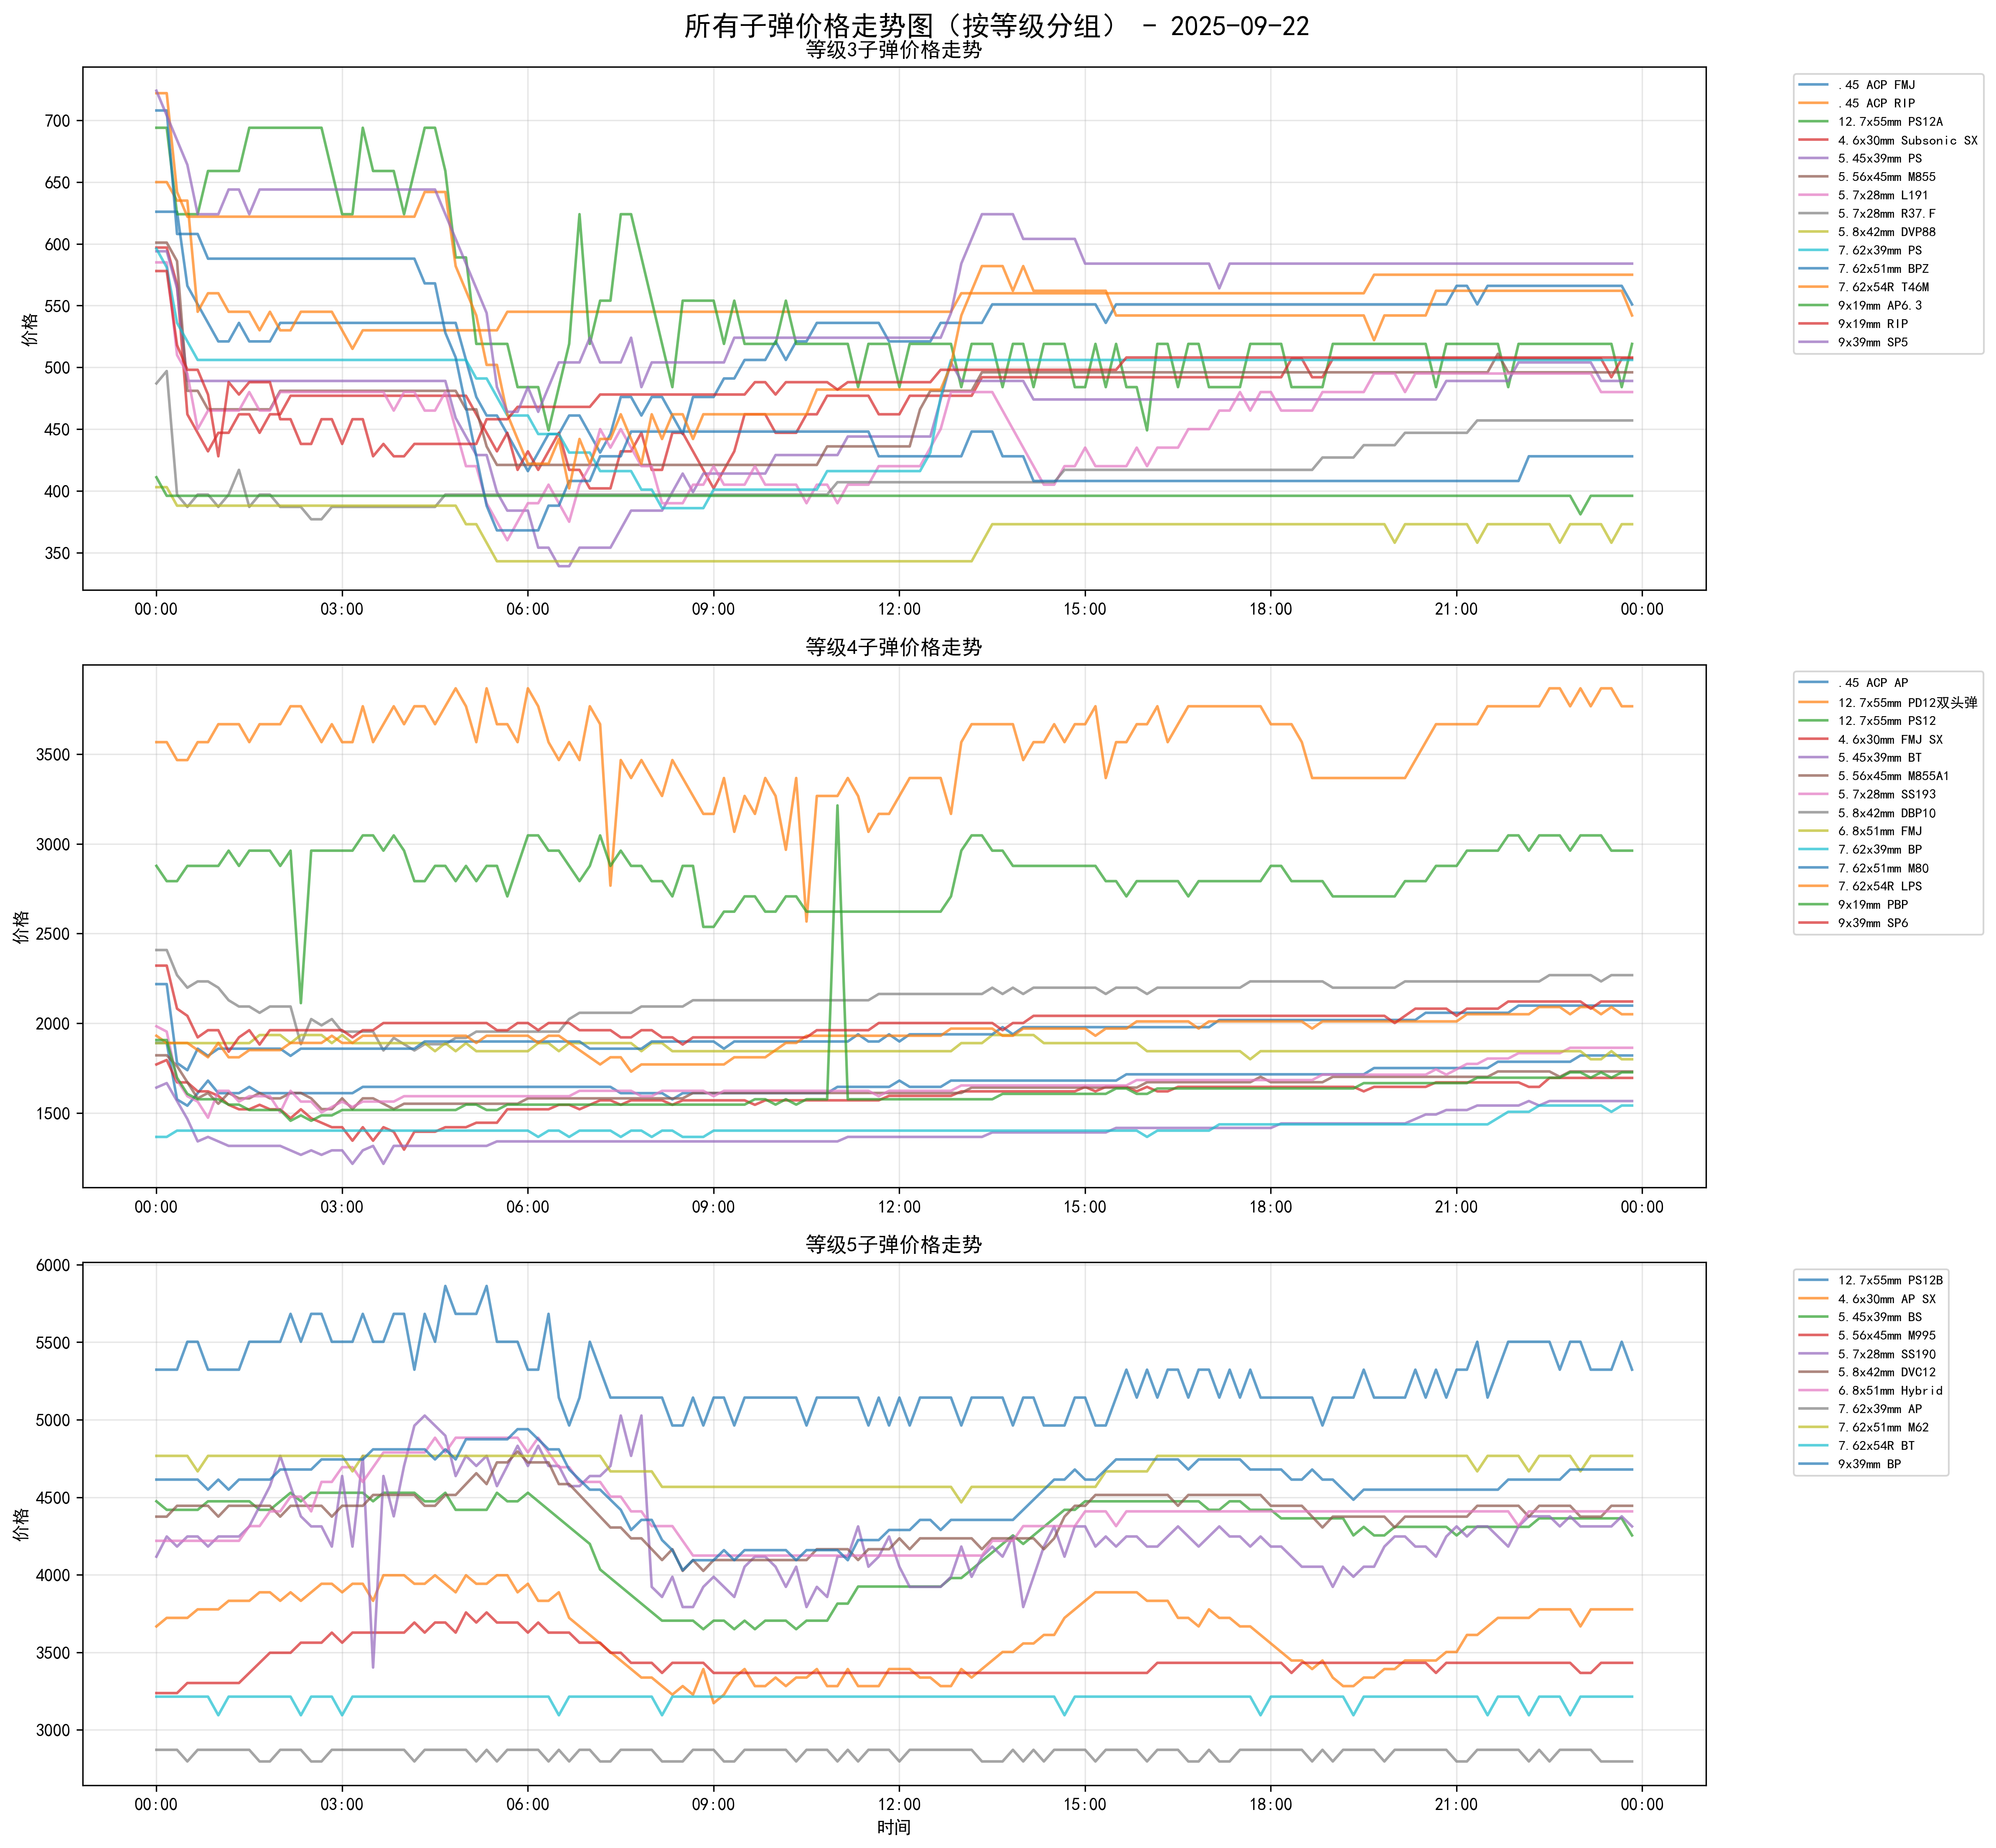 所有子弹价格走势图（按等级分组） - 2025-09-22
等级3子弹价格走势
价格
700
650
600
550
500
450
400
350
00:00 03:00 06:00 09:00 12:00 15:00 18:00 21:00 00:00
.45 ACP FMJ
.45 ACP RIP
12.7x55mm PS12A
4.6x30mm Subsonic SX
5.45x39mm PS
5.56x45mm M855
5.7x28mm L191
5.7x28mm R37.F
5.8x42mm DVP88
7.62x39mm PS
7.62x51mm BPZ
7.62x54R T46M
9x19mm AP6.3
9x19mm RIP
9x39mm SP5
等级4子弹价格走势
价格
3500
3000
2500
2000
1500
00:00 03:00 06:00 09:00 12:00 15:00 18:00 21:00 00:00
.45 ACP AP
12.7x55mm PD12双头弹
12.7x55mm PS12
4.6x30mm FMJ SX
5.45x39mm BT
5.56x45mm M855A1
5.7x28mm SS193
5.8x42mm DBP10
6.8x51mm FMJ
7.62x39mm BP
7.62x51mm M80
7.62x54R LPS
9x19mm PBP
9x39mm SP6
等级5子弹价格走势
价格
6000
5500
5000
4500
4000
3500
3000
00:00 03:00 06:00 09:00 12:00 15:00 18:00 21:00 00:00
时间
12.7x55mm PS12B
4.6x30mm AP SX
5.45x39mm BS
5.56x45mm M995
5.7x28mm SS190
5.8x42mm DVC12
6.8x51mm Hybrid
7.62x39mm AP
7.62x51mm M62
7.62x54R BT
9x39mm BP